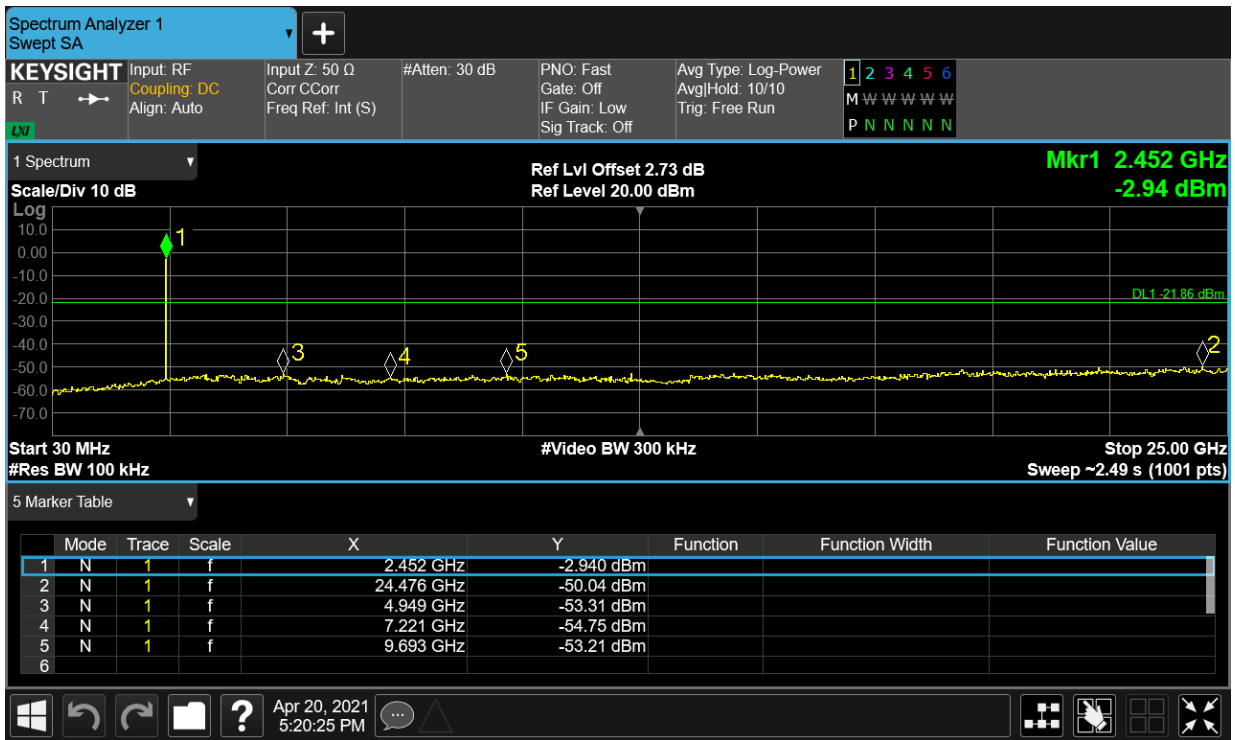 Spectrum Analyzer 1
Swept SA
+
KEYSIGHT
R T
LXI
Input: RF
Coupling: DC
Align: Auto
Input Z: 50 Ω
Corr CCorr
Freq Ref: Int (S)
#Atten: 30 dB
PNO: Fast
Gate: Off
IF Gain: Low
Sig Track: Off
Avg Type: Log-Power
Avg|Hold: 10/10
Trig: Free Run
1 2 3 4 5 6
M W W W W W
P N N N N N
1 Spectrum
Scale/Div 10 dB
Log
Ref Lvl Offset 2.73 dB
Ref Level 20.00 dBm
Mkr1 2.452 GHz
-2.94 dBm
10.0
0.00
-10.0
-20.0
-30.0
-40.0
-50.0
-60.0
-70.0
1
DL1 -21.86 dBm
3
4
5
2
Start 30 MHz
#Res BW 100 kHz
#Video BW 300 kHz
Stop 25.00 GHz
Sweep ~2.49 s (1001 pts)
5 Marker Table
Mode Trace Scale X Y Function Function Width Function Value
1 N 1 f 2.452 GHz -2.940 dBm
2 N 1 f 24.476 GHz -50.04 dBm
3 N 1 f 4.949 GHz -53.31 dBm
4 N 1 f 7.221 GHz -54.75 dBm
5 N 1 f 9.693 GHz -53.21 dBm
6
?
Apr 20, 2021
5:20:25 PM